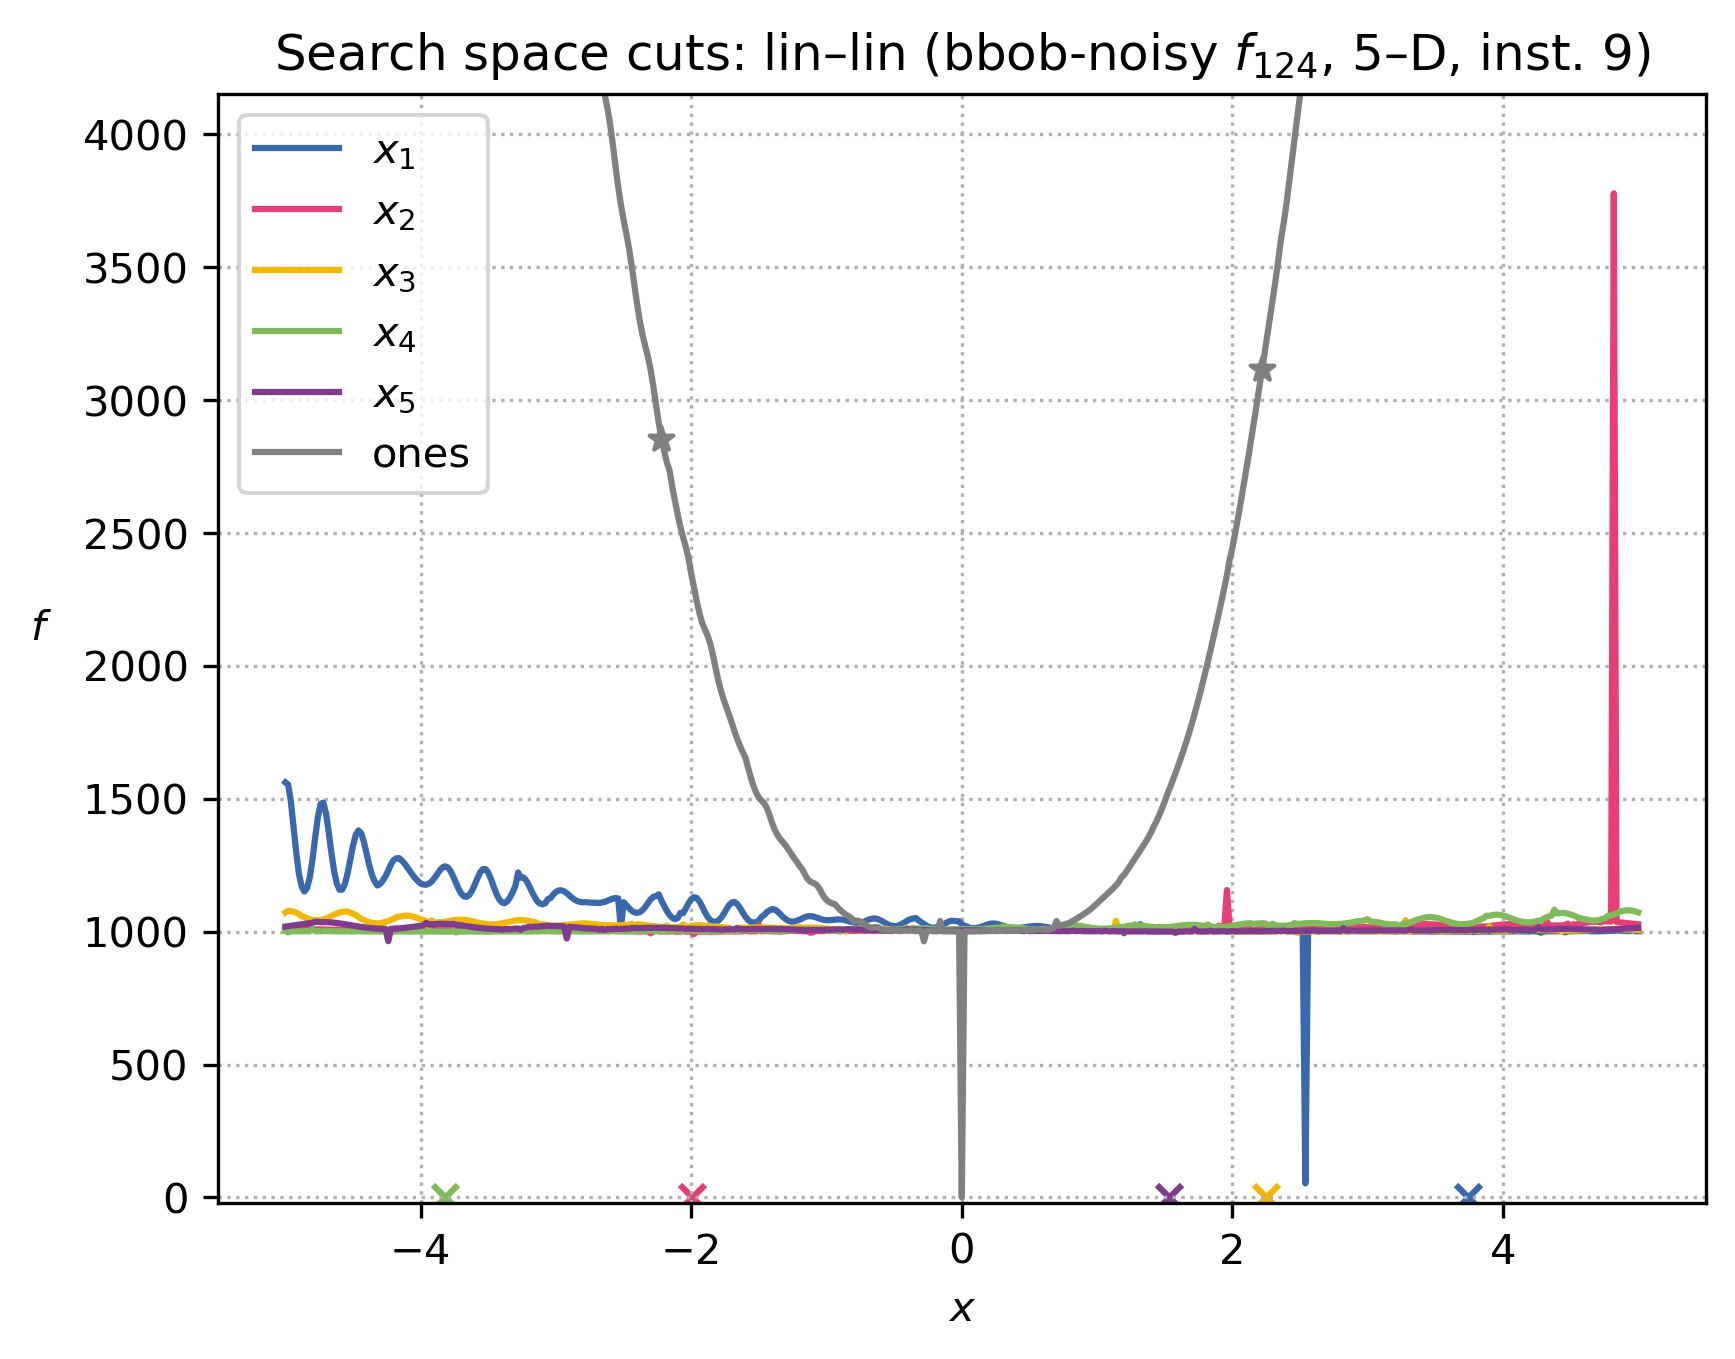 Search space cuts: lin–lin (bbob-noisy f₁₂₄, 5–D, inst. 9)
x₁
x₂
x₃
x₄
x₅
ones
4000
3500
3000
2500
2000
1500
1000
500
0
f
−4
−2
0
2
4
x